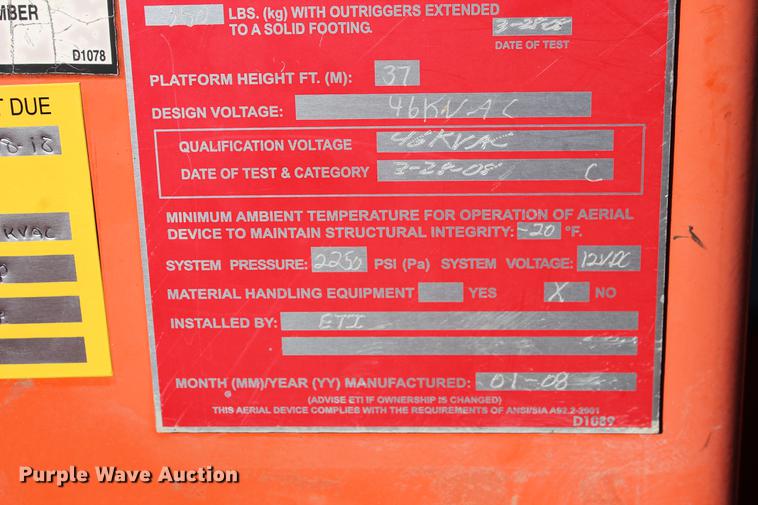 MBER
D1078
LBS. (kg) WITH OUTRIGGERS EXTENDED
TO A SOLID FOOTING.
3-28-08
DATE OF TEST
PLATFORM HEIGHT FT. (M): 37
DESIGN VOLTAGE: 46KVAC
QUALIFICATION VOLTAGE 46KVAC
DATE OF TEST & CATEGORY 3-28-08 C
MINIMUM AMBIENT TEMPERATURE FOR OPERATION OF AERIAL
DEVICE TO MAINTAIN STRUCTURAL INTEGRITY: -20 °F.
SYSTEM PRESSURE: 2250 PSI (Pa) SYSTEM VOLTAGE: 12VDC
MATERIAL HANDLING EQUIPMENT YES X NO
INSTALLED BY: ETI
MONTH (MM)/YEAR (YY) MANUFACTURED: 01-08
(ADVISE ETI IF OWNERSHIP IS CHANGED)
THIS AERIAL DEVICE COMPLIES WITH THE REQUIREMENTS OF ANSI/SIA A92.2-2001
D1089
T DUE
8-18
KVAC
Purple Wave Auction